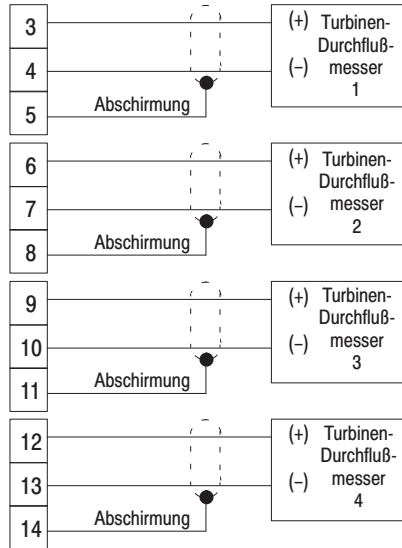 3 (+) Turbinen-
Durchfluß-
4 (–) messer
1
5 Abschirmung
6 (+) Turbinen-
Durchfluß-
7 (–) messer
2
8 Abschirmung
9 (+) Turbinen-
Durchfluß-
10 (–) messer
3
11 Abschirmung
12 (+) Turbinen-
Durchfluß-
13 (–) messer
4
14 Abschirmung